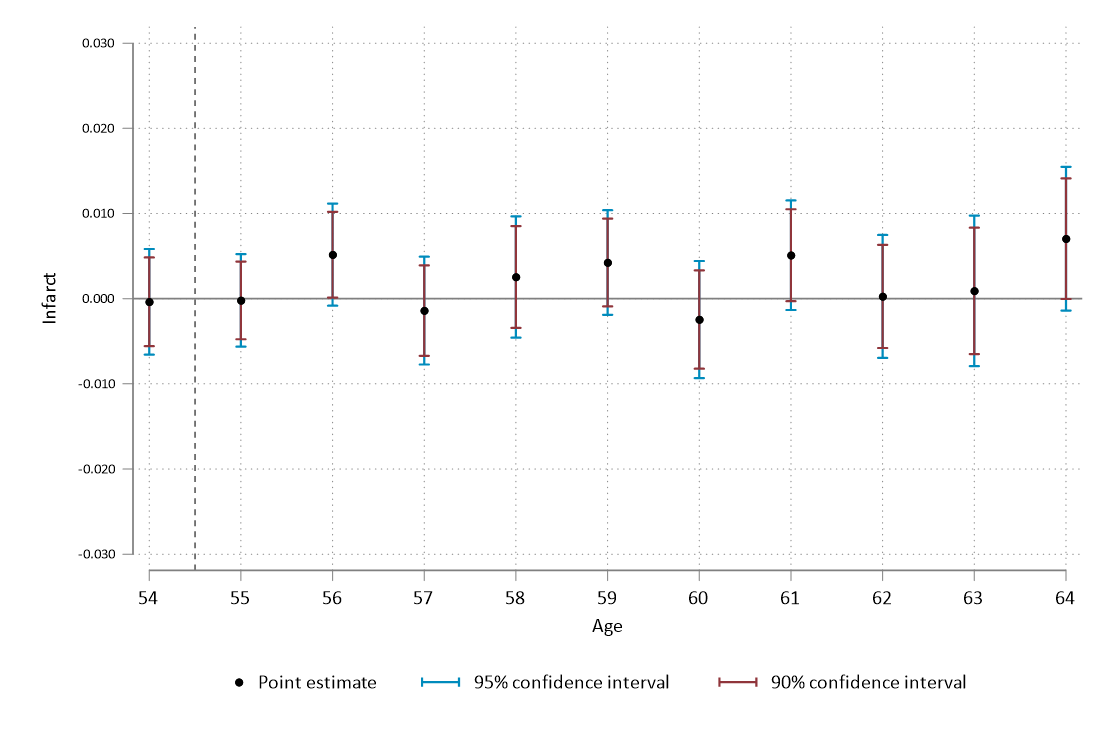 0.030
0.020
0.010
0.000
-0.010
-0.020
-0.030
Infarct
54 55 56 57 58 59 60 61 62 63 64
Age
Point estimate 95% confidence interval 90% confidence interval